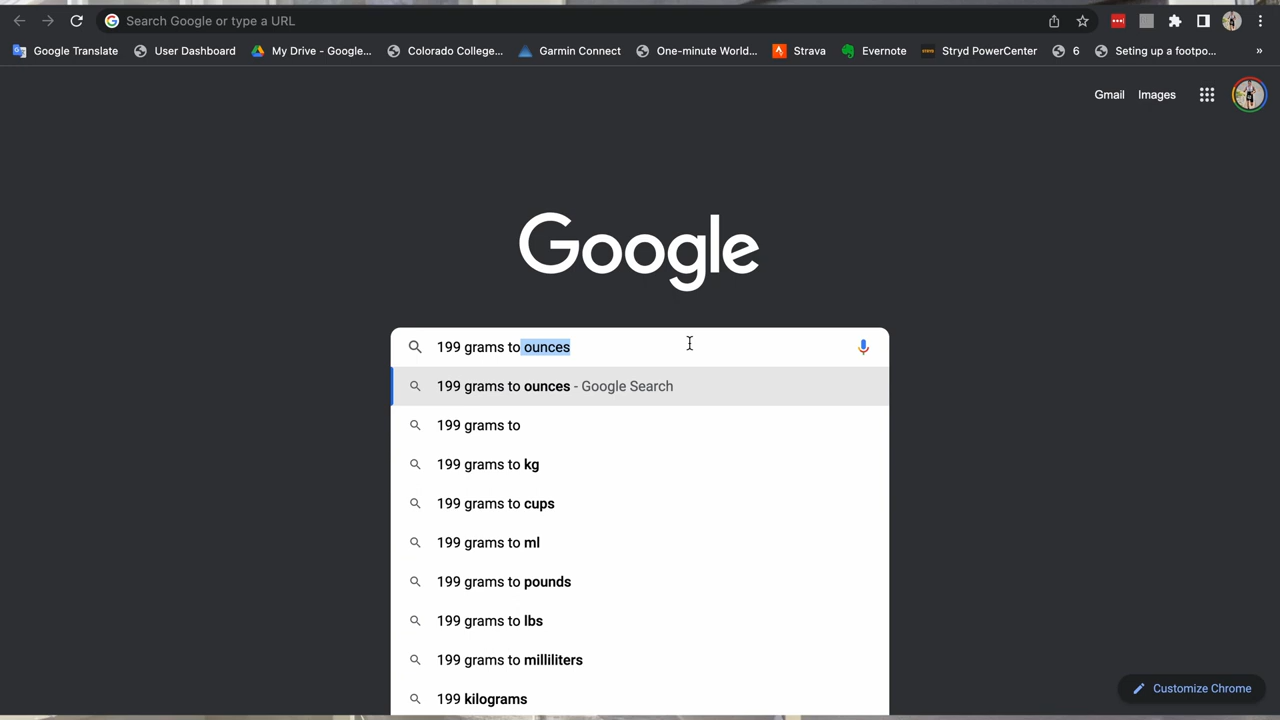 Search Google or type a URL
Google Translate User Dashboard My Drive - Google... Colorado College... Garmin Connect One-minute World... Strava Evernote Stryd PowerCenter 6 Seting up a footpo... »
Gmail Images
Google
199 grams to ounces
199 grams to ounces - Google Search
199 grams to
199 grams to kg
199 grams to cups
199 grams to ml
199 grams to pounds
199 grams to lbs
199 grams to milliliters
199 kilograms
Customize Chrome